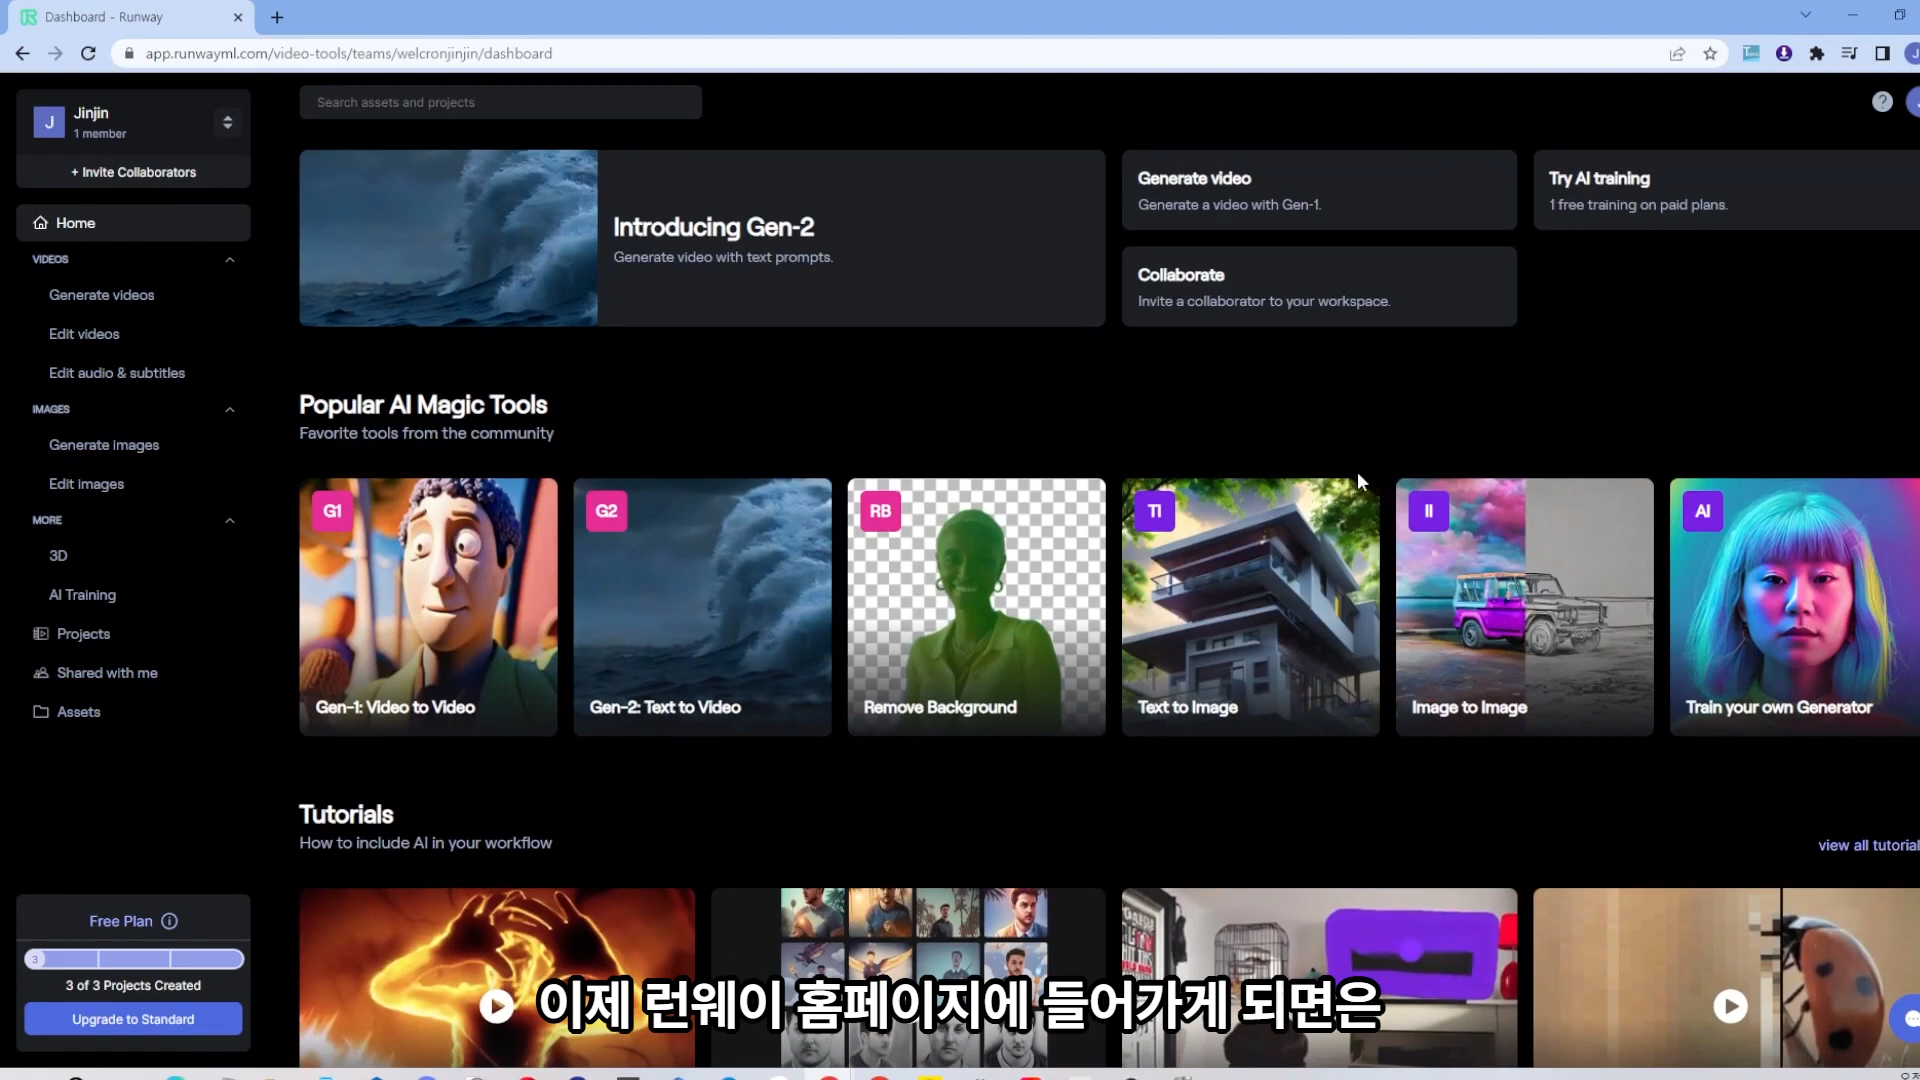 Dashboard - Runway
app.runwayml.com/video-tools/teams/welcronjinjin/dashboard
J
Jinjin
1 member
+ Invite Collaborators
Home
VIDEOS
Generate videos
Edit videos
Edit audio & subtitles
IMAGES
Generate images
Edit images
MORE
3D
AI Training
Projects
Shared with me
Assets
Free Plan
3
3 of 3 Projects Created
Upgrade to Standard
Search assets and projects
Introducing Gen-2
Generate video with text prompts.
Generate video
Generate a video with Gen-1.
Try AI training
1 free training on paid plans.
Collaborate
Invite a collaborator to your workspace.
Popular AI Magic Tools
Favorite tools from the community
G1
Gen-1: Video to Video
G2
Gen-2: Text to Video
RB
Remove Background
TI
Text to Image
II
Image to Image
AI
Train your own Generator
Tutorials
How to include AI in your workflow
view all tutorial
이제 런웨이 홈페이지에 들어가게 되면은